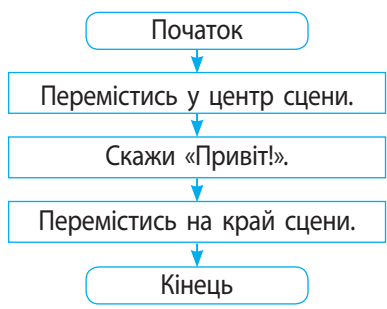 Початок
Перемістись у центр сцени.
Скажи «Привіт!».
Перемістись на край сцени.
Кінець